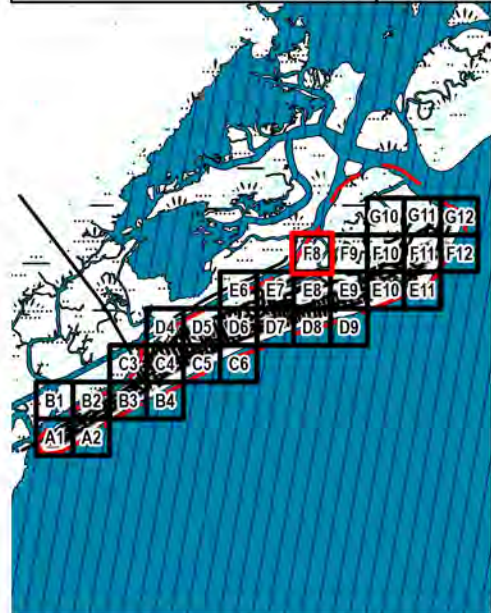 G10 G11 G12
F8 F9 F10 F11 F12
E6 E7 E8 E9 E10 E11
D4 D5 D6 D7 D8 D9
C3 C4 C5 C6
B1 B2 B3 B4
A1 A2